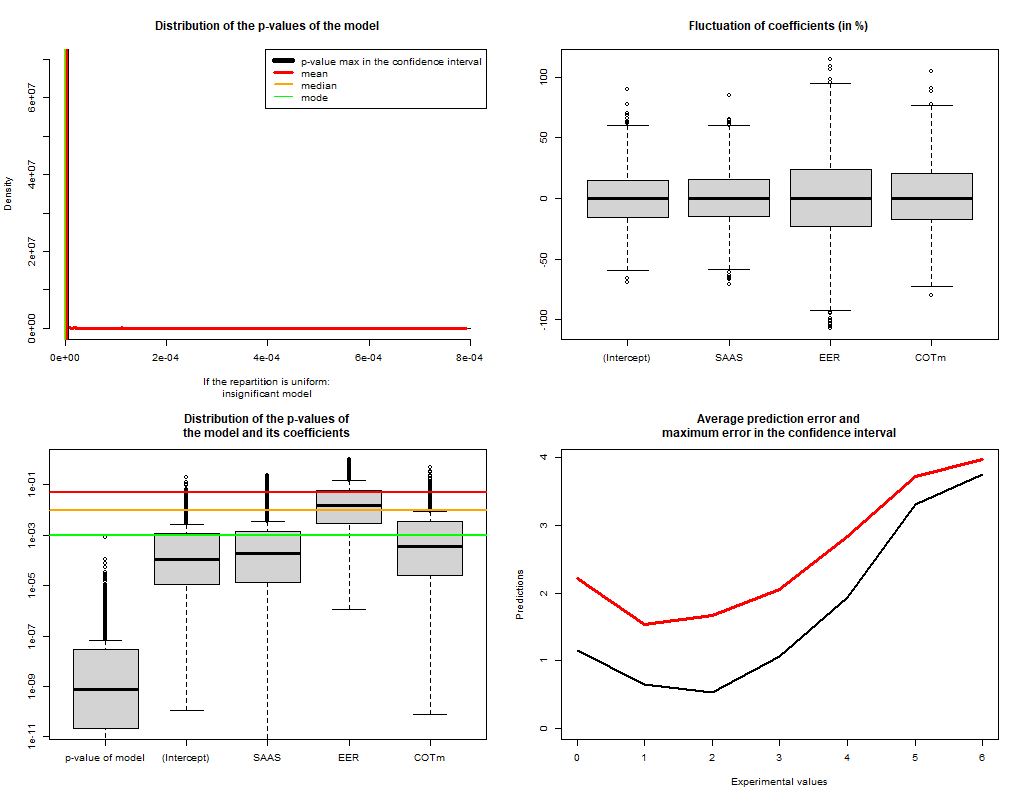 Distribution of the p-values of the model
p-value max in the confidence interval
mean
median
mode
Density
0e+00
2e+07
4e+07
6e+07
0e+00
2e-04
4e-04
6e-04
8e-04
If the repartition is uniform:
insignificant model
Fluctuation of coefficients (in %)
100
50
0
-50
-100
(Intercept)
SAAS
EER
COTm
Distribution of the p-values of
the model and its coefficients
1e-01
1e-03
1e-05
1e-07
1e-09
1e-11
p-value of model
(Intercept)
SAAS
EER
COTm
Average prediction error and
maximum error in the confidence interval
Predictions
4
3
2
1
0
0
1
2
3
4
5
6
Experimental values